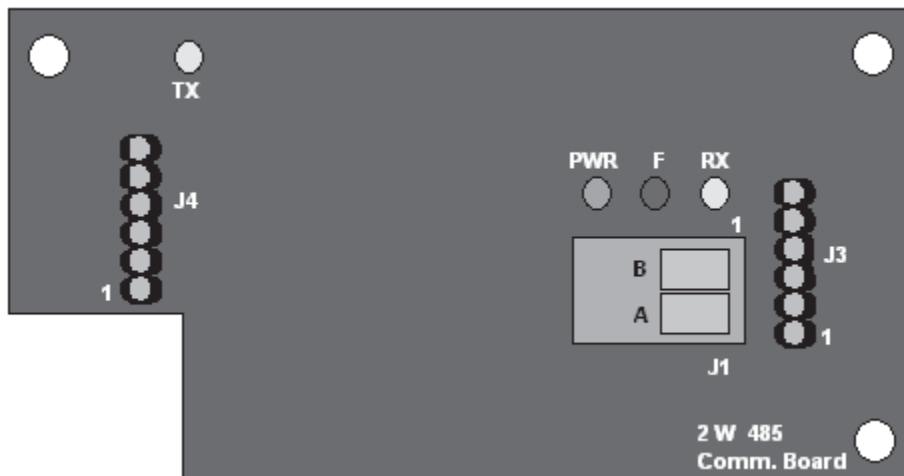 TX
PWR F RX
J4
1
B
J3
A
1
1
J1
2 W 485
Comm. Board